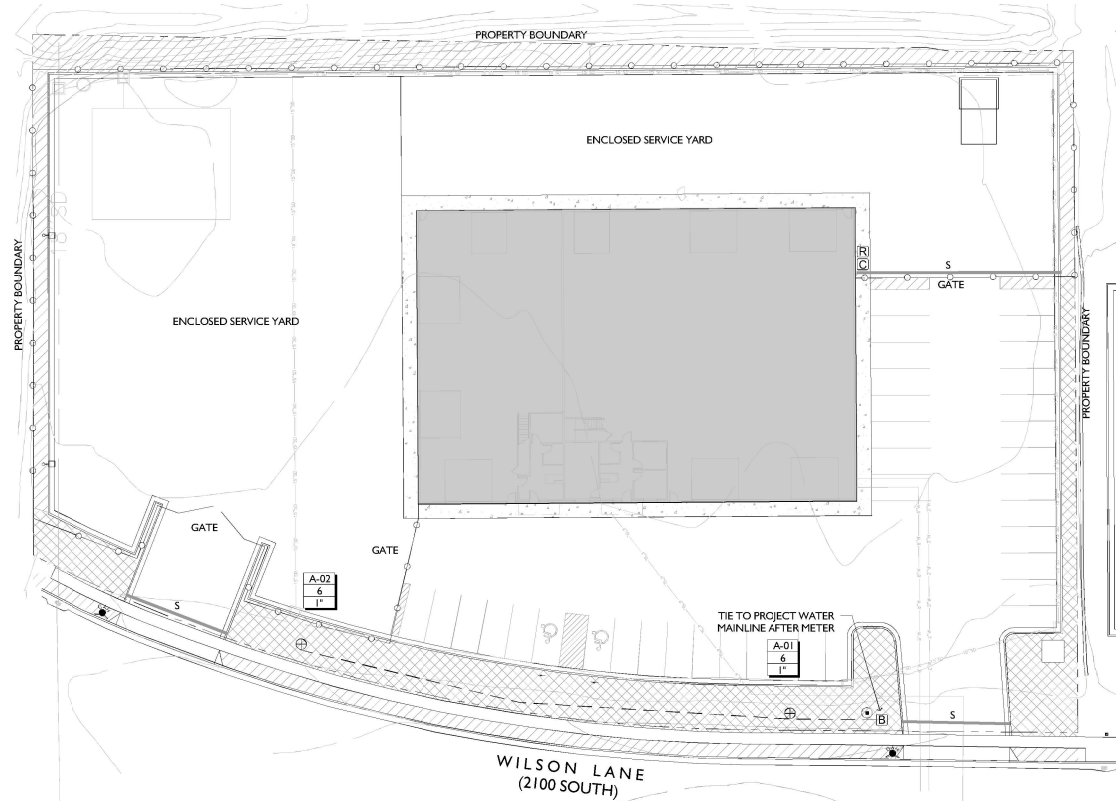 PROPERTY BOUNDARY
ENCLOSED SERVICE YARD
PROPERTY BOUNDARY
R
C
S
GATE
ENCLOSED SERVICE YARD
PROPERTY BOUNDARY
GATE
GATE
A-02
6
1"
S
TIE TO PROJECT WATER
MAINLINE AFTER METER
A-01
6
1"
B
S
WILSON LANE
(2100 SOUTH)